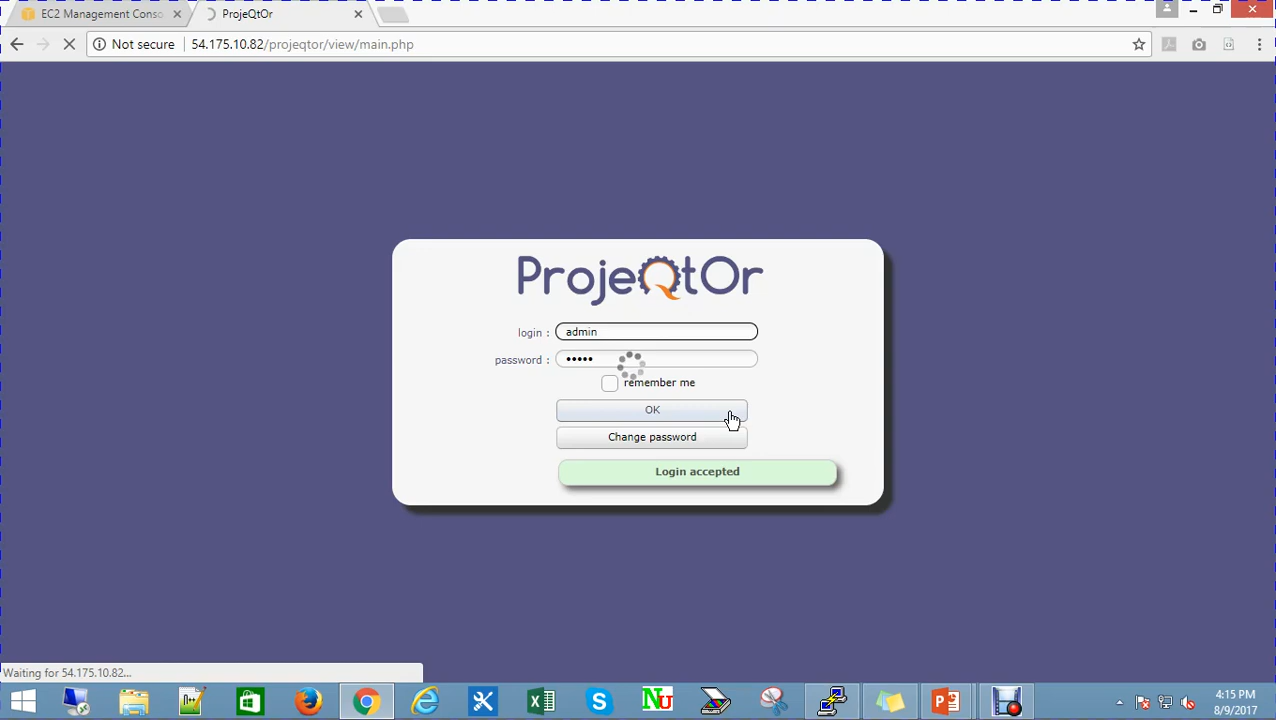 EC2 Management Conso
ProjeQtOr
Not secure
54.175.10.82/projeqtor/view/main.php
ProjeQtOr
login :
admin
password :
•••••
remember me
OK
Change password
Login accepted
Waiting for 54.175.10.82...
4:15 PM
8/9/2017